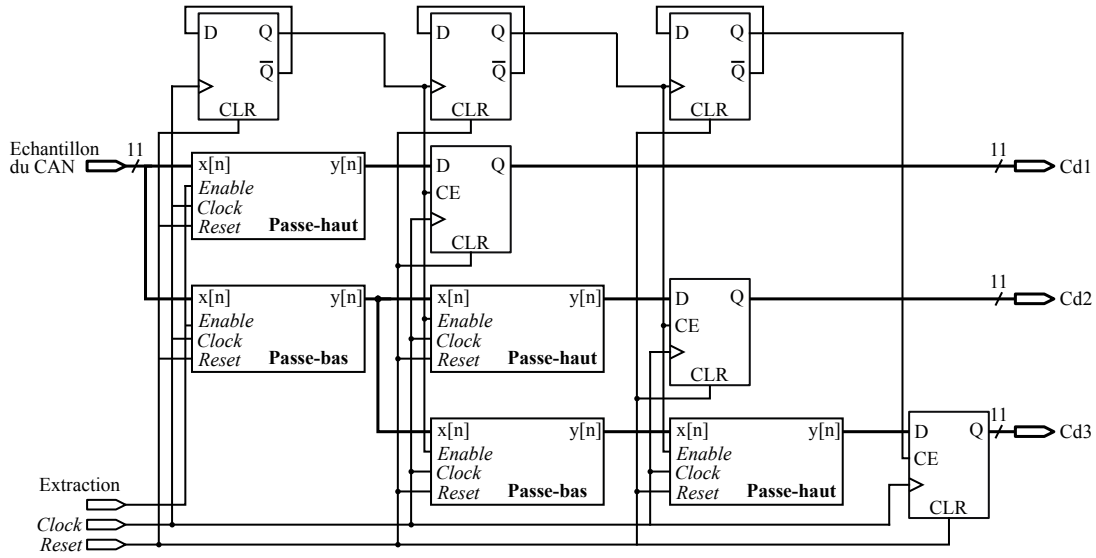 D Q D Q D Q
Q Q Q
CLR CLR CLR
Echantillon
du CAN
11
x[n] y[n]
Enable
Clock
Reset Passe-haut
D Q
CE
CLR
11
Cd1
x[n] y[n]
Enable
Clock
Reset Passe-bas
x[n] y[n]
Enable
Clock
Reset Passe-haut
D Q
CE
CLR
11
Cd2
x[n] y[n]
Enable
Clock
Reset Passe-bas
x[n] y[n]
Enable
Clock
Reset Passe-haut
D Q
CE
CLR
11
Cd3
Extraction
Clock
Reset